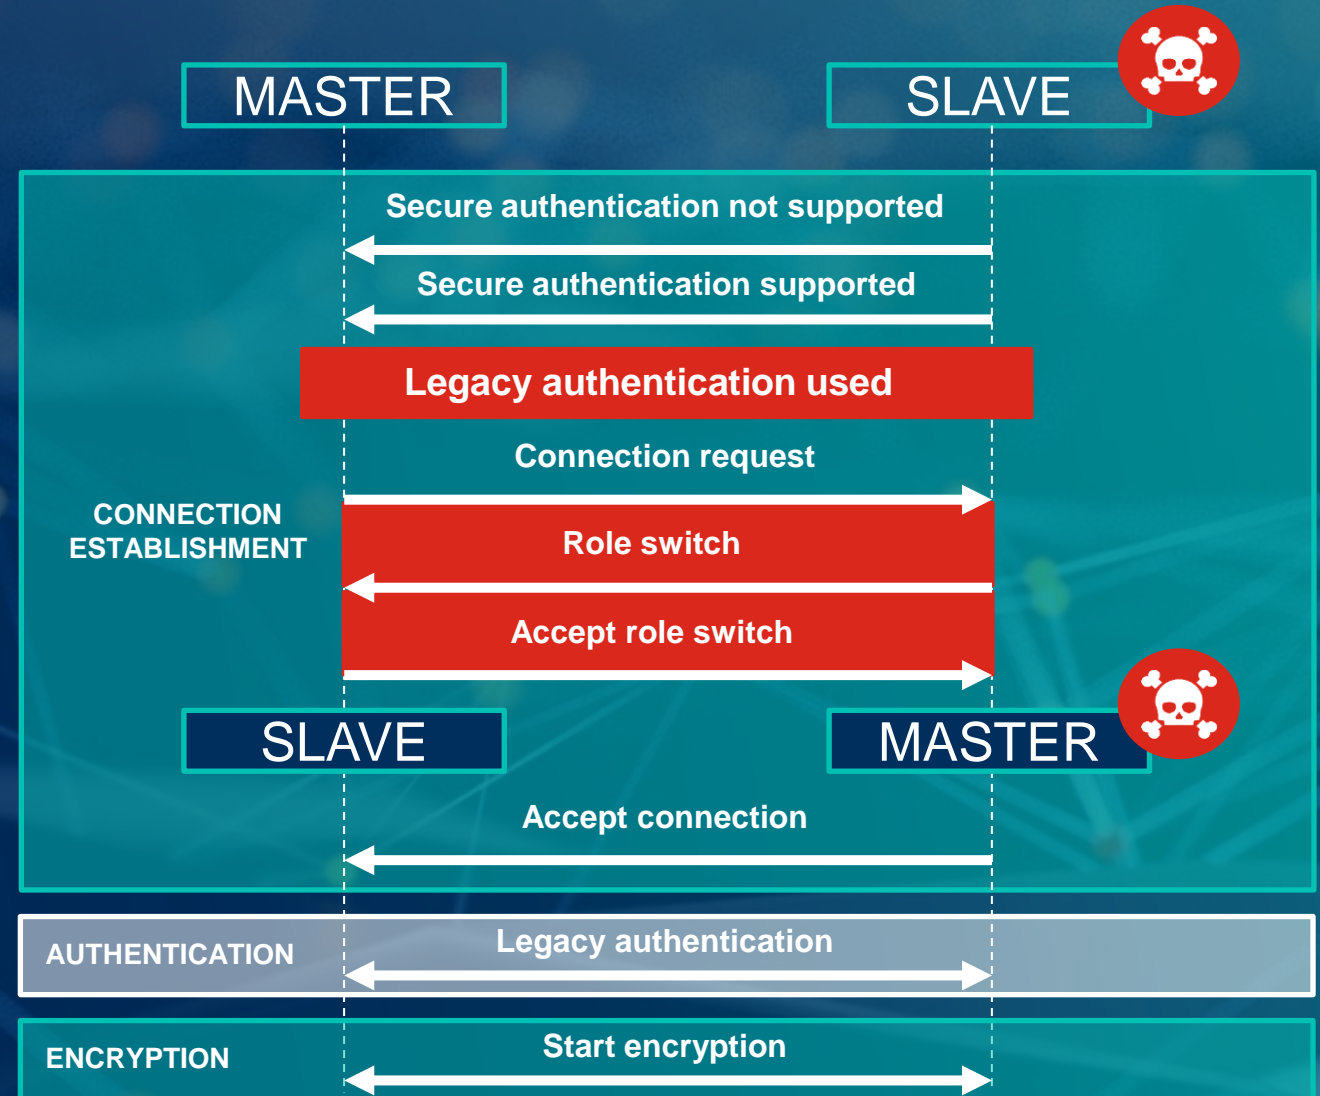 MASTER
SLAVE
Secure authentication not supported
Secure authentication supported
Legacy authentication used
Connection request
CONNECTION
ESTABLISHMENT
Role switch
Accept role switch
SLAVE
MASTER
Accept connection
AUTHENTICATION
Legacy authentication
ENCRYPTION
Start encryption